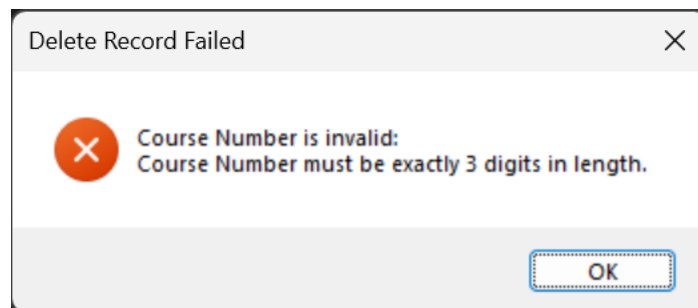 Delete Record Failed
Course Number is invalid:
Course Number must be exactly 3 digits in length.
OK